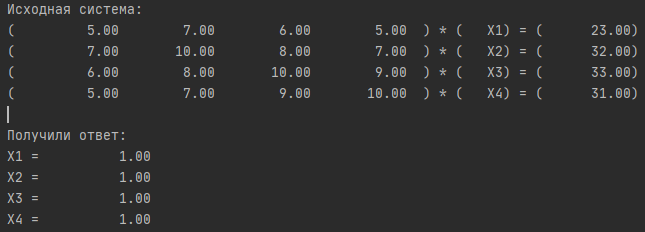 Исходная система:
( 5.00 7.00 6.00 5.00 ) * ( X1) = ( 23.00)
( 7.00 10.00 8.00 7.00 ) * ( X2) = ( 32.00)
( 6.00 8.00 10.00 9.00 ) * ( X3) = ( 33.00)
( 5.00 7.00 9.00 10.00 ) * ( X4) = ( 31.00)
Получили ответ:
X1 = 1.00
X2 = 1.00
X3 = 1.00
X4 = 1.00